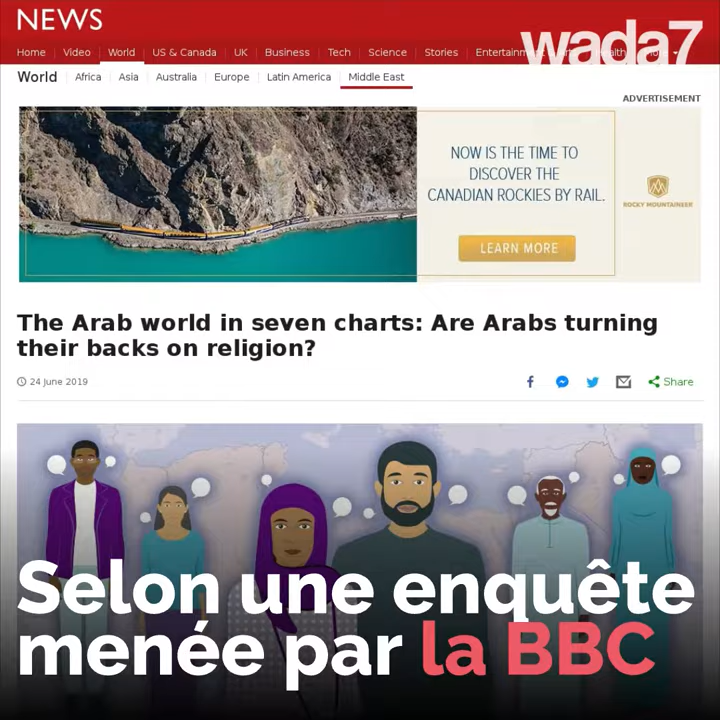 NEWS
wada7
Home Video World US & Canada UK Business Tech Science Stories
World Africa Asia Australia Europe Latin America Middle East
ADVERTISEMENT
NOW IS THE TIME TO
DISCOVER THE
CANADIAN ROCKIES BY RAIL.
LEARN MORE
ROCKY MOUNTAINEER
The Arab world in seven charts: Are Arabs turning
their backs on religion?
24 June 2019
Share
Selon une enquête
menée par la BBC